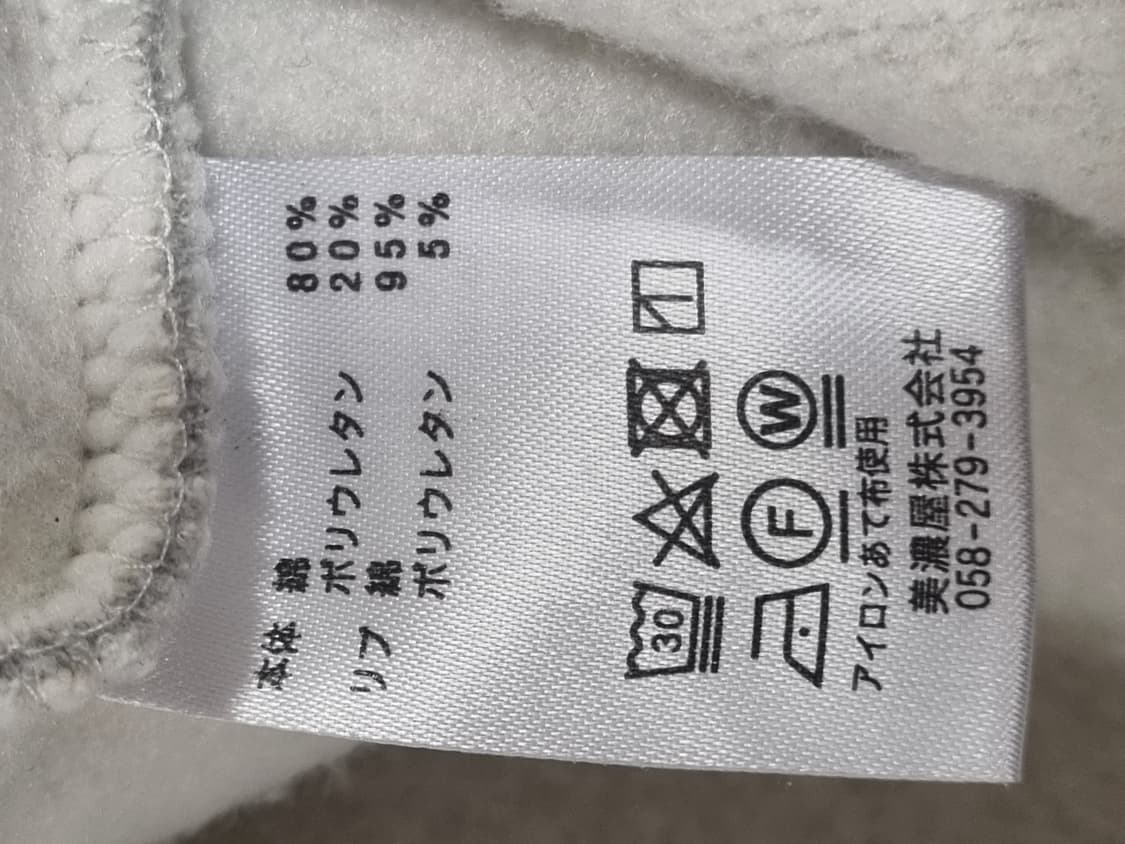 本体 綿 80%
ポリウレタン 20%
リブ 綿 95%
ポリウレタン 5%
30
F W
アイロンあて布使用
美濃屋株式会社
058-279-3954